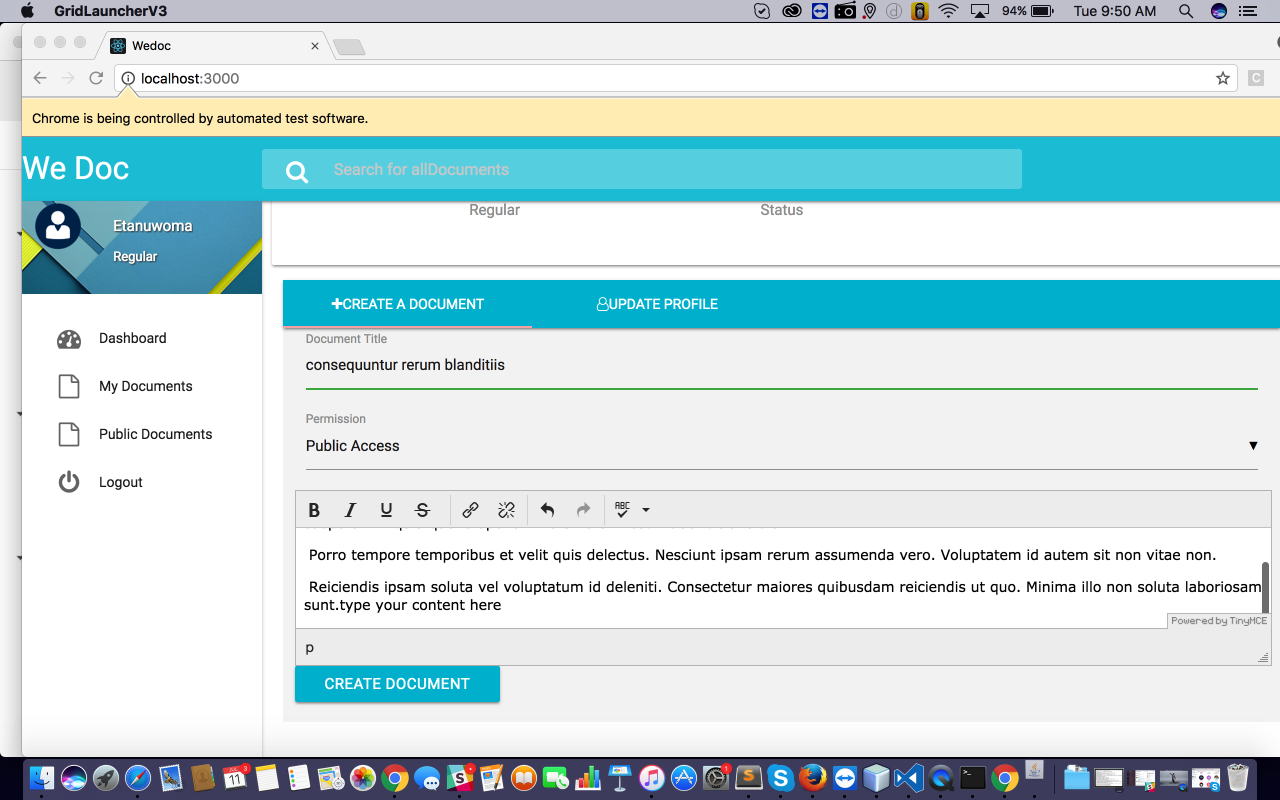 GridLauncherV3
94%
Tue 9:50 AM
Wedoc
localhost:3000
C
Chrome is being controlled by automated test software.
We Doc
Search for allDocuments
Etanuwoma
Regular
Regular
Status
CREATE A DOCUMENT
UPDATE PROFILE
Dashboard
My Documents
Public Documents
Logout
Document Title
consequuntur rerum blanditiis
Permission
Public Access
B I U S
ABC
Porro tempore temporibus et velit quis delectus. Nesciunt ipsam rerum assumenda vero. Voluptatem id autem sit non vitae non.
Reiciendis ipsam soluta vel voluptatum id deleniti. Consectetur maiores quibusdam reiciendis ut quo. Minima illo non soluta laboriosam
sunt.type your content here
Powered by TinyMCE
p
CREATE DOCUMENT